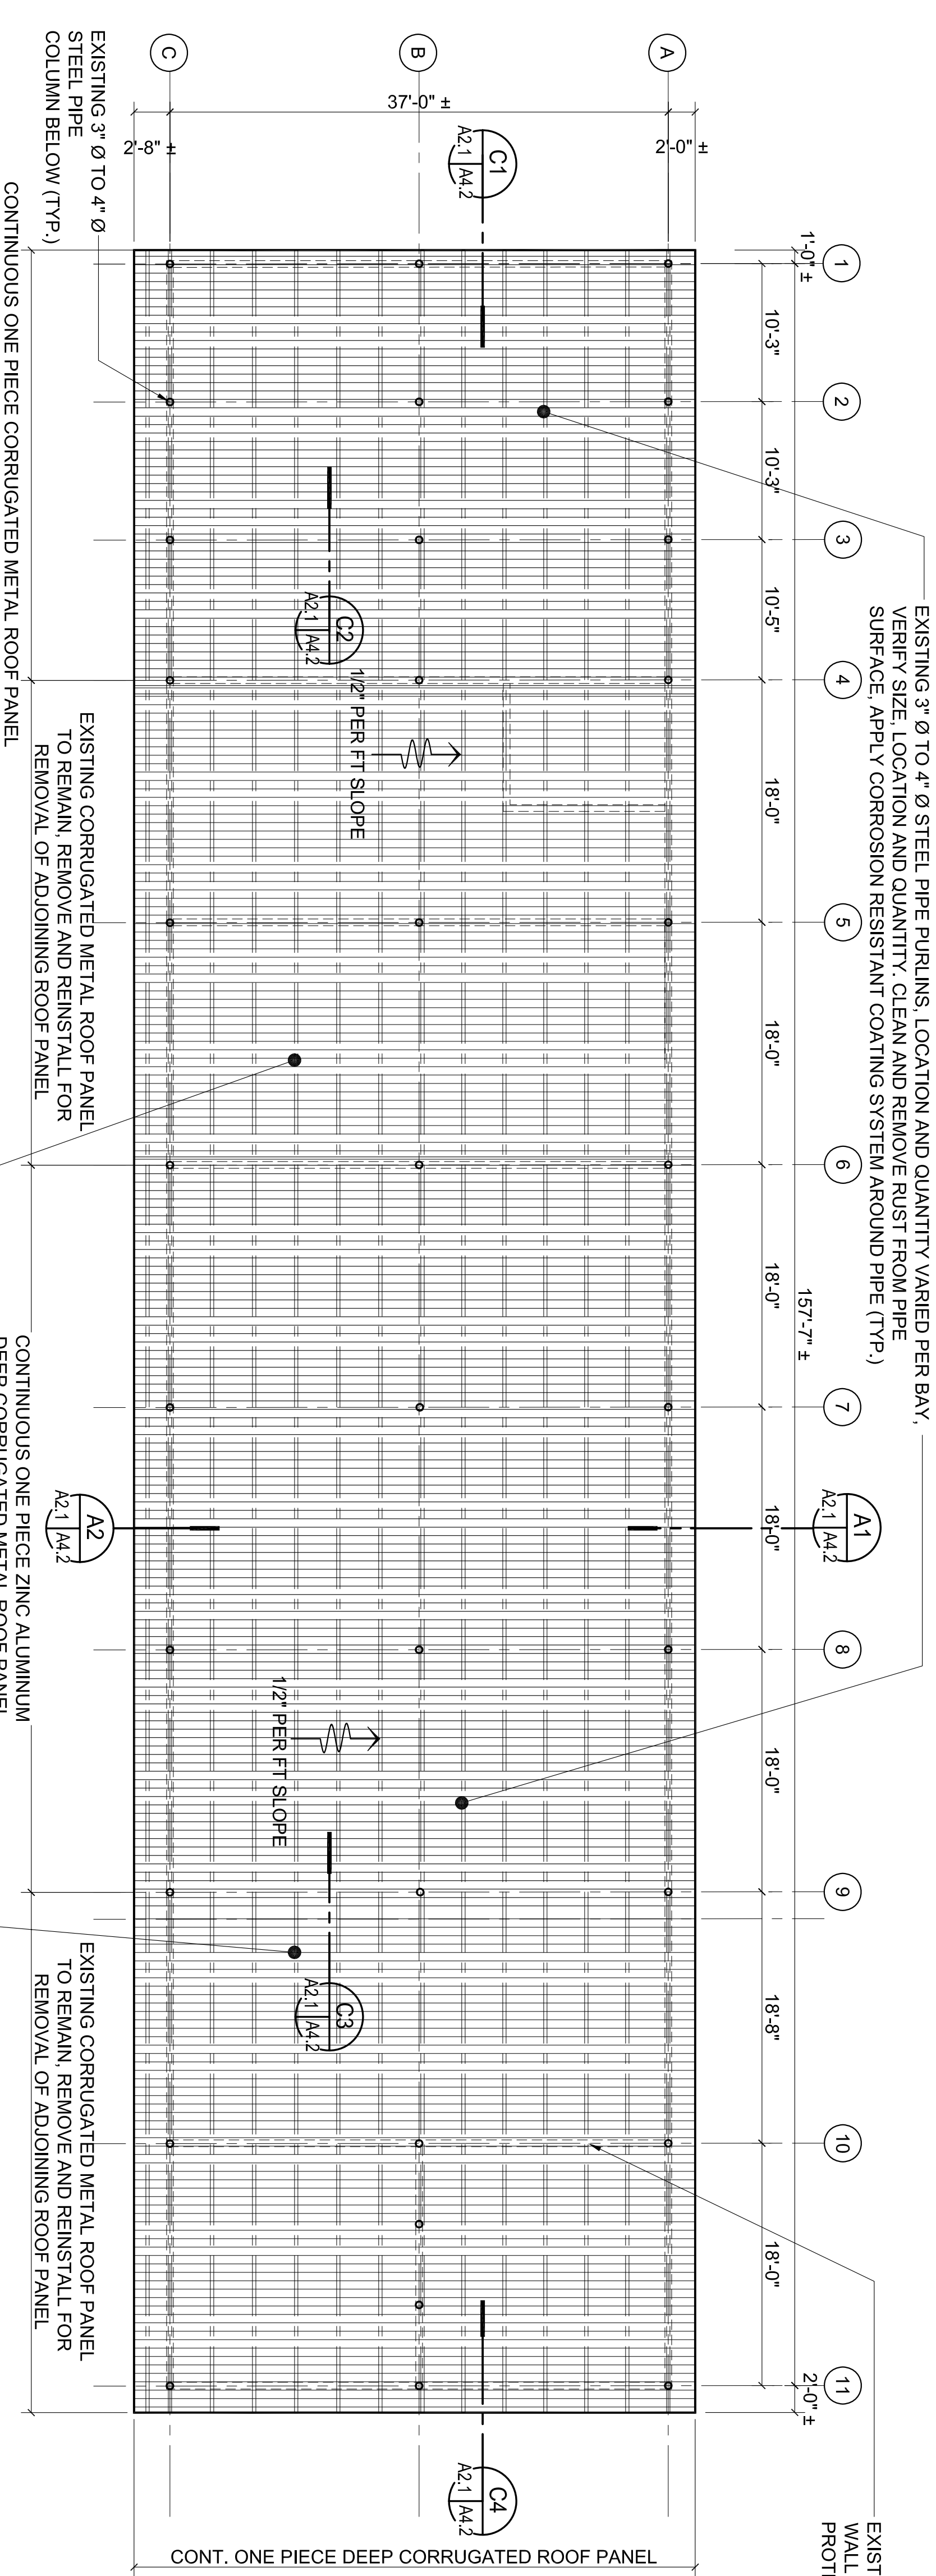 EXISTING 3" Ø TO 4" Ø STEEL PIPE PURLINS, LOCATION AND QUANTITY VARIED PER BAY,
VERIFY SIZE, LOCATION AND QUANTITY. CLEAN AND REMOVE RUST FROM PIPE
SURFACE, APPLY CORROSION RESISTANT COATING SYSTEM AROUND PIPE (TYP.)
EXIST
WALL
PROT
1
2
3
4
5
6
7
8
9
10
11
157'-7" ±
1'-0" ±
10'-3"
10'-3"
10'-5"
18'-0"
18'-0"
18'-0"
18'-0"
18'-0"
18'-8"
18'-0"
2'-0" ±
A
B
C
2'-0" ±
37'-0" ±
2'-8" ±
A1
A2.1 A4.2
C1
A2.1 A4.2
C2
A2.1 A4.2
1/2" PER FT SLOPE
1/2" PER FT SLOPE
C3
A2.1 A4.2
C4
A2.1 A4.2
A2
A2.1 A4.2
CONT. ONE PIECE DEEP CORRUGATED ROOF PANEL
EXISTING 3" Ø TO 4" Ø
STEEL PIPE
COLUMN BELOW (TYP.)
EXISTING CORRUGATED METAL ROOF PANEL
TO REMAIN, REMOVE AND REINSTALL FOR
REMOVAL OF ADJOINING ROOF PANEL
EXISTING CORRUGATED METAL ROOF PANEL
TO REMAIN, REMOVE AND REINSTALL FOR
REMOVAL OF ADJOINING ROOF PANEL
CONTINUOUS ONE PIECE CORRUGATED METAL ROOF PANEL
CONTINUOUS ONE PIECE ZINC ALUMINUM
DEEP CORRUGATED METAL ROOF PANEL